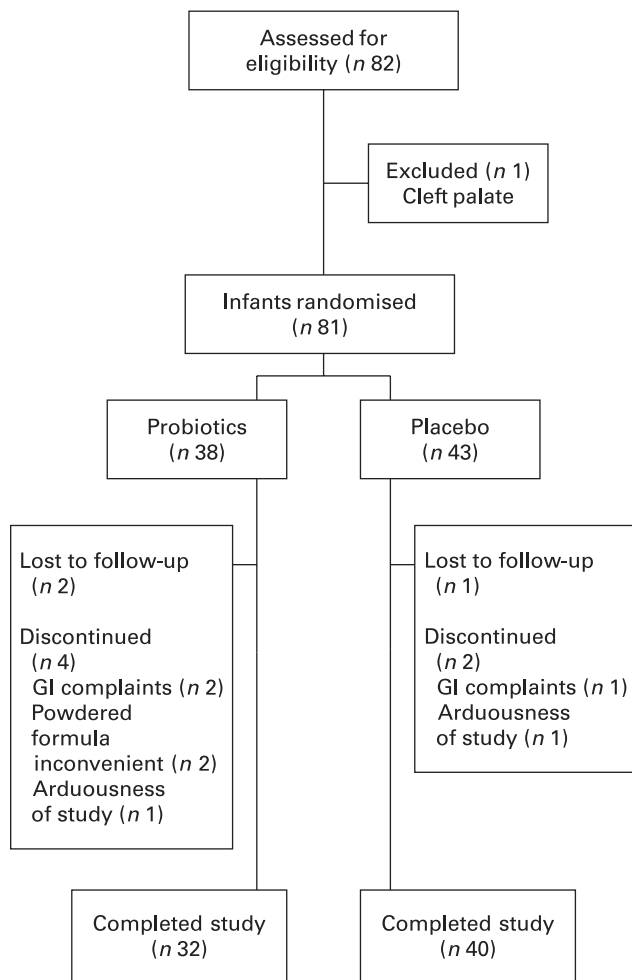 Assessed for
eligibility (n 82)
Excluded (n 1)
Cleft palate
Infants randomised
(n 81)
Probiotics
(n 38)
Placebo
(n 43)
Lost to follow-up
(n 2)
Discontinued
(n 4)
GI complaints (n 2)
Powdered
formula
inconvenient (n 2)
Arduousness
of study (n 1)
Lost to follow-up
(n 1)
Discontinued
(n 2)
GI complaints (n 1)
Arduousness
of study (n 1)
Completed study
(n 32)
Completed study
(n 40)